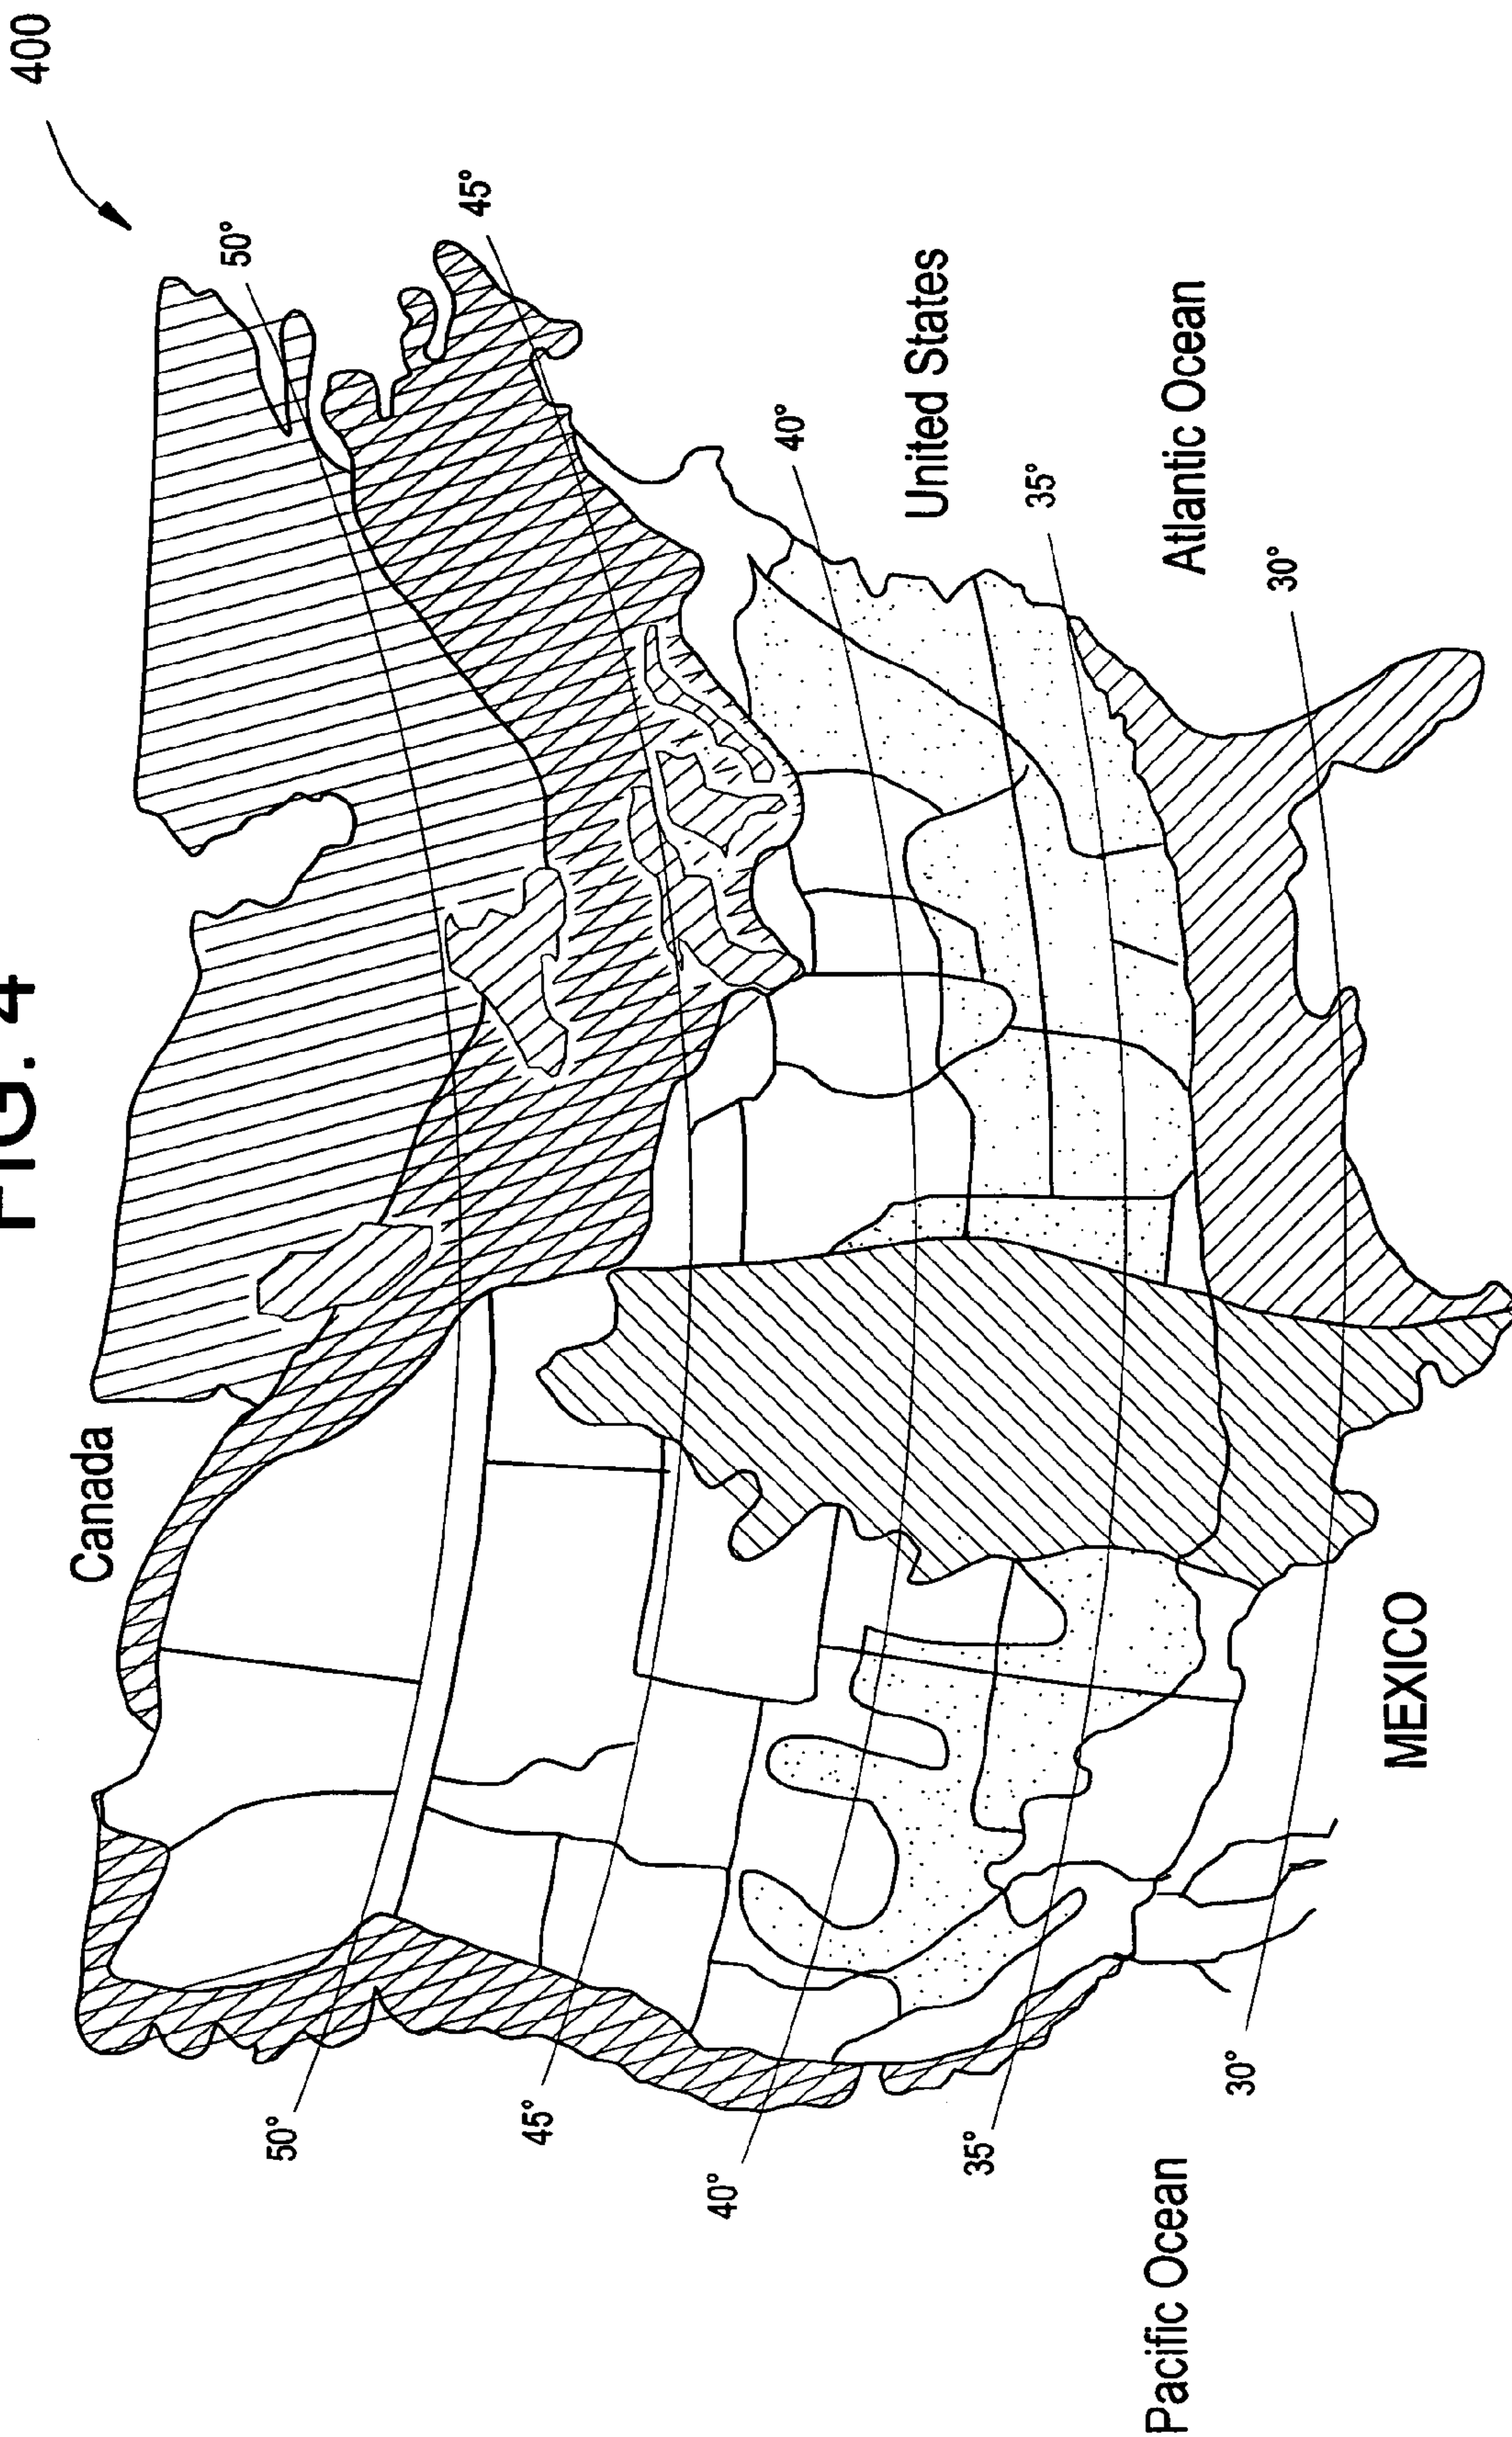 FIG. 4
400
Canada
50°
50°
45°
45°
40°
40°
United States
35°
35°
Pacific Ocean
Atlantic Ocean
30°
30°
MEXICO